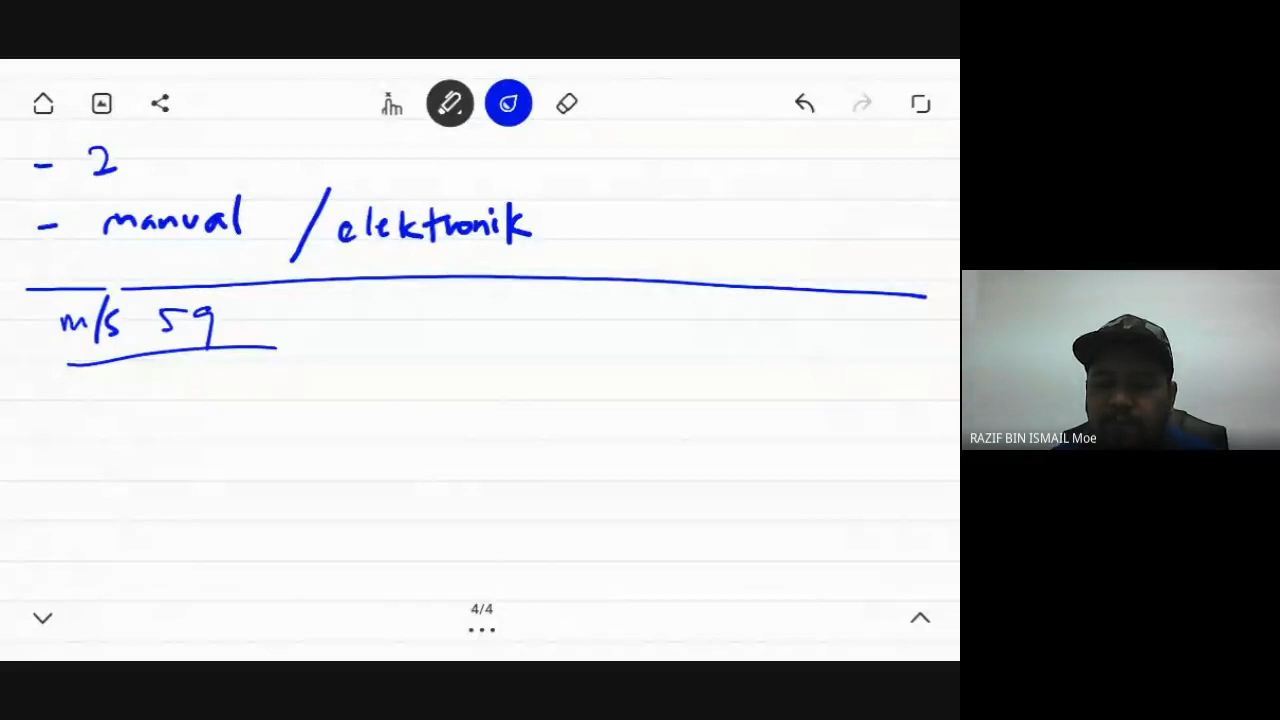 - 2
- manual / elektronik
m/s 59
4/4
RAZIF BIN ISMAIL Moe